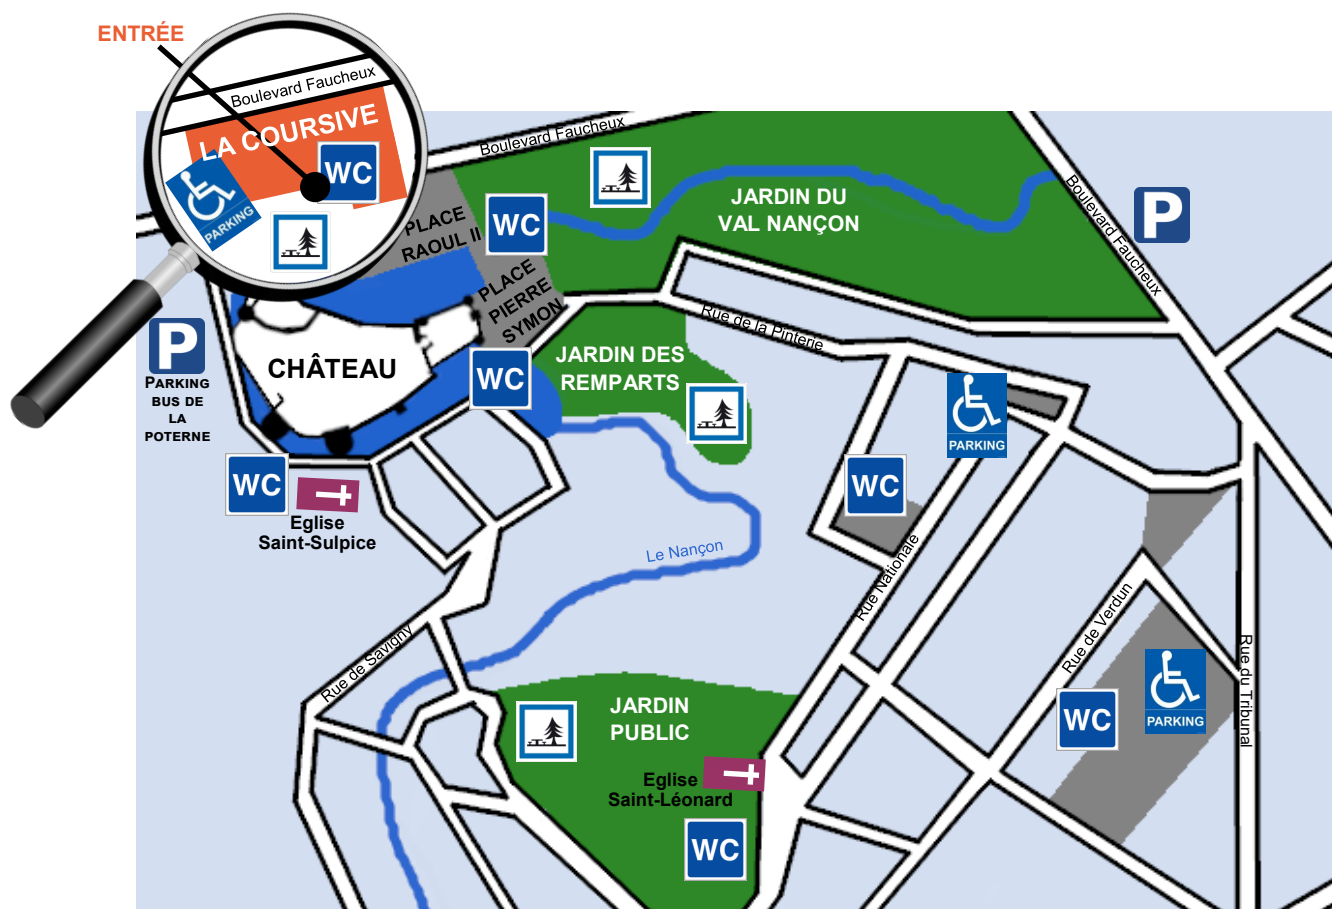 ENTRÉE
Boulevard Faucheux
LA COURSIVE
WC
PARKING
Boulevard Faucheux
PLACE
RAOUL II
WC
JARDIN DU
VAL NANÇON
Boulevard Faucheux
P
PLACE
PIERRE
SYMON
Rue de la Pinterie
P
PARKING
BUS DE
LA
POTERNE
CHÂTEAU
WC
JARDIN DES
REMPARTS
PARKING
WC
Eglise
Saint-Sulpice
WC
Le Nançon
Rue Nationale
Rue de Savigny
Rue de Verdun
Rue du Tribunal
PARKING
WC
JARDIN
PUBLIC
Eglise
Saint-Léonard
WC